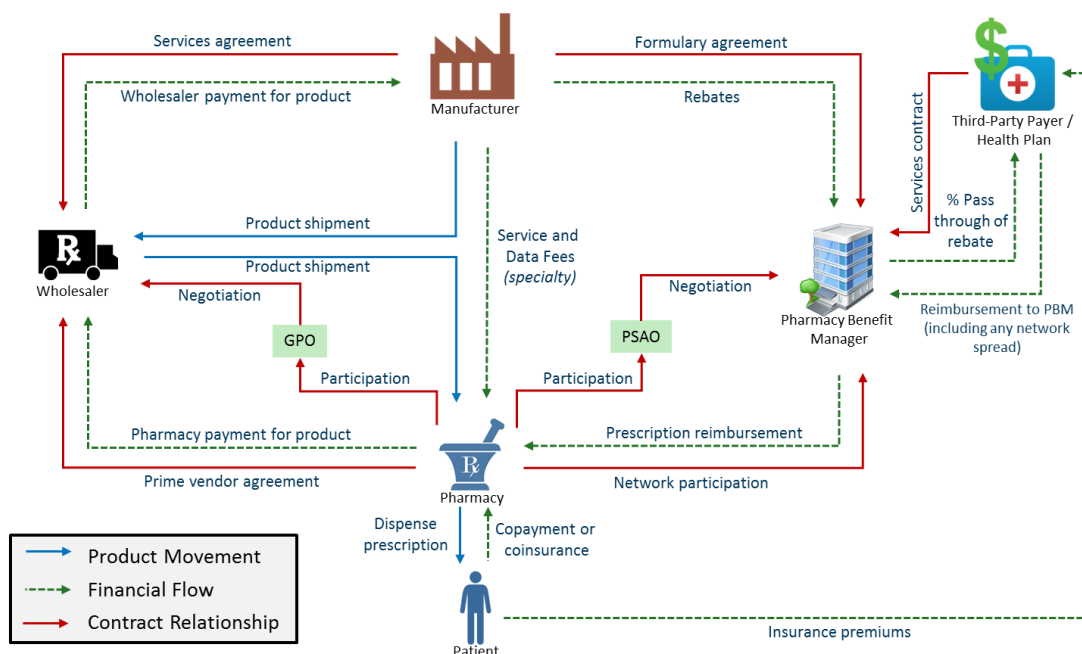 Services agreement
Formulary agreement
Wholesaler payment for product
Manufacturer
Rebates
$
Third-Party Payer /
Health Plan
Services contract
% Pass
through of
rebate
Product shipment
Service and
Data Fees
(specialty)
Rx
Product shipment
Wholesaler
Negotiation
Negotiation
Pharmacy Benefit
Manager
Reimbursement to PBM
(including any network
spread)
GPO
PSAO
Participation
Participation
Pharmacy payment for product
Prescription reimbursement
Rx
Prime vendor agreement
Network participation
Pharmacy
Dispense
prescription
Copayment or
coinsurance
Product Movement
Financial Flow
Contract Relationship
Insurance premiums
Patient